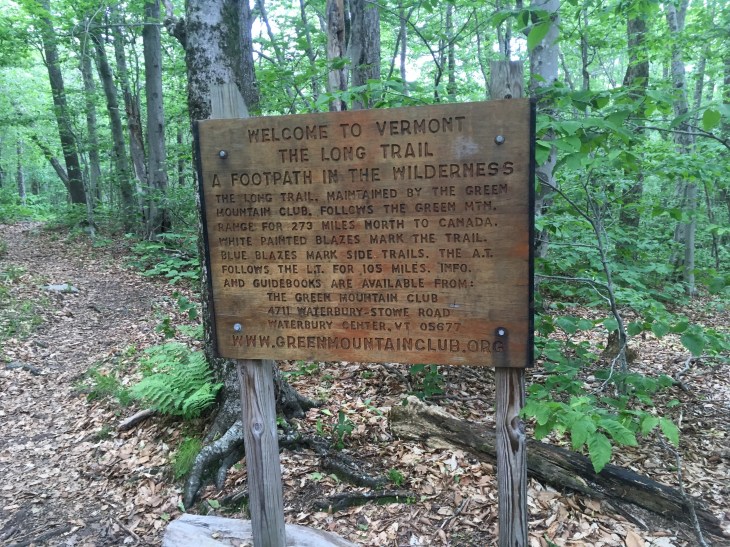 WELCOME TO VERMONT
THE LONG TRAIL
A FOOTPATH IN THE WILDERNESS
THE LONG TRAIL, MAINTAINED BY THE GREEN
MOUNTAIN CLUB, FOLLOWS THE GREEN MTN.
RANGE FOR 273 MILES NORTH TO CANADA.
WHITE PAINTED BLAZES MARK THE TRAIL.
BLUE BLAZES MARK SIDE TRAILS. THE A.T.
FOLLOWS THE L.T. FOR 105 MILES. INFO.
AND GUIDEBOOKS ARE AVAILABLE FROM:
THE GREEN MOUNTAIN CLUB
4711 WATERBURY-STOWE ROAD
WATERBURY CENTER, VT 05677
WWW.GREENMOUNTAINCLUB.ORG